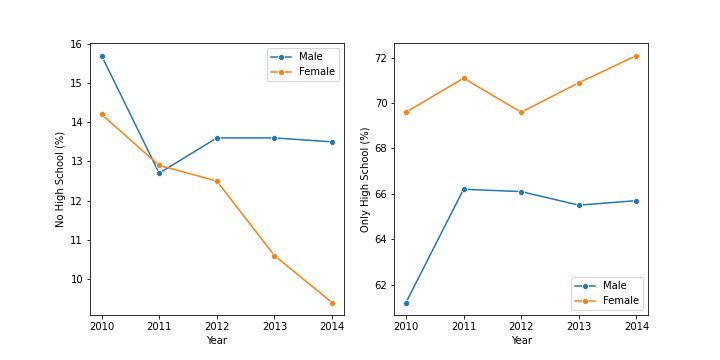 No High School (%)
16
15
14
13
12
11
10
2010 2011 2012 2013 2014
Year
Male
Female
Only High School (%)
72
70
68
66
64
62
2010 2011 2012 2013 2014
Year
Male
Female